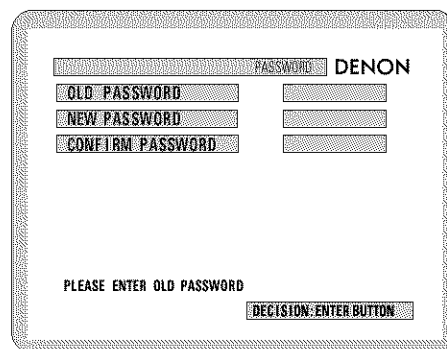 PASSWORD DENON
OLD PASSWORD
NEW PASSWORD
CONFIRM PASSWORD
PLEASE ENTER OLD PASSWORD
DECISION:ENTER BUTTON